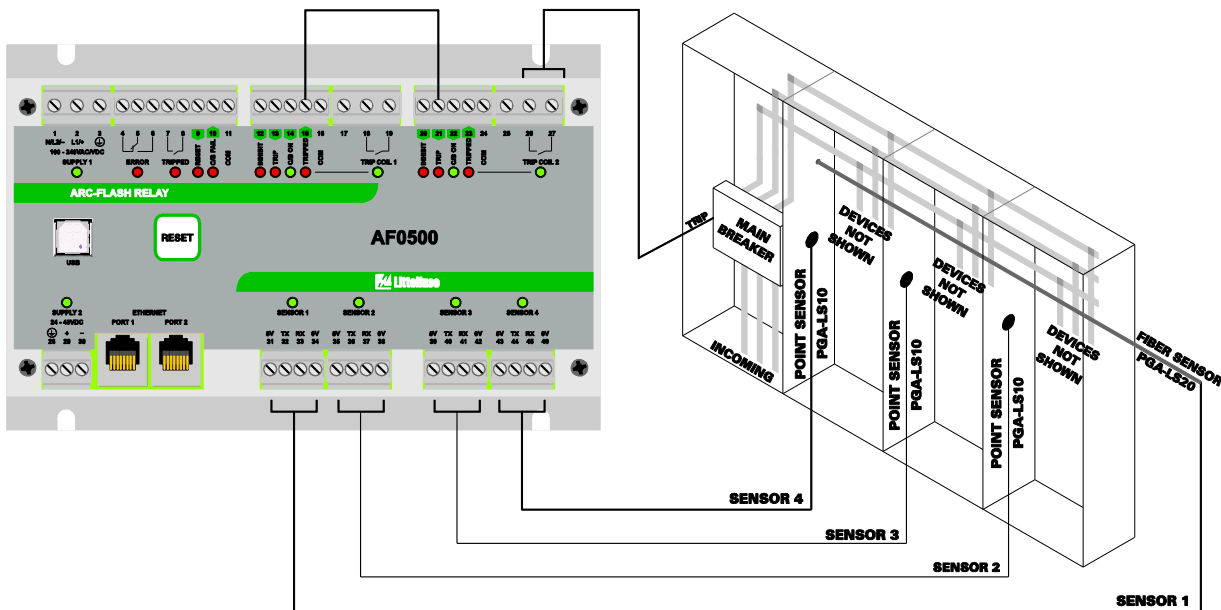 1 2 3 4 5 6 7 8 9 10 11 12 13 14 15 16 17 18 19 20 21 22 23 24 25 26 27
N/L2/– L1/+
100 - 240VAC/VDC
SUPPLY 1
ERROR
TRIPPED
RESET
C/B FAIL
COM
INHIBIT
TRIP
C/B ON
TRIPPED
COM
TRIP COIL 1
INHIBIT
TRIP
C/B ON
TRIPPED
COM
TRIP COIL 2
ARC-FLASH RELAY
USB
RESET
AF0500
Littelfuse
SUPPLY 2
24 - 48VDC
ETHERNET
PORT 1 PORT 2
SENSOR 1 SENSOR 2 SENSOR 3 SENSOR 4
5V TX RX 0V 5V TX RX 0V 5V TX RX 0V 5V TX RX 0V
31 32 33 34 35 36 37 38 39 40 41 42 43 44 45 46
28 29 30
+ –
TRIP
MAIN
BREAKER
INCOMING
POINT SENSOR
PGA-LS10
DEVICES
NOT
SHOWN
POINT SENSOR
PGA-LS10
DEVICES
NOT
SHOWN
POINT SENSOR
PGA-LS10
DEVICES
NOT
SHOWN
FIBER SENSOR
PGA-LS20
SENSOR 4
SENSOR 3
SENSOR 2
SENSOR 1